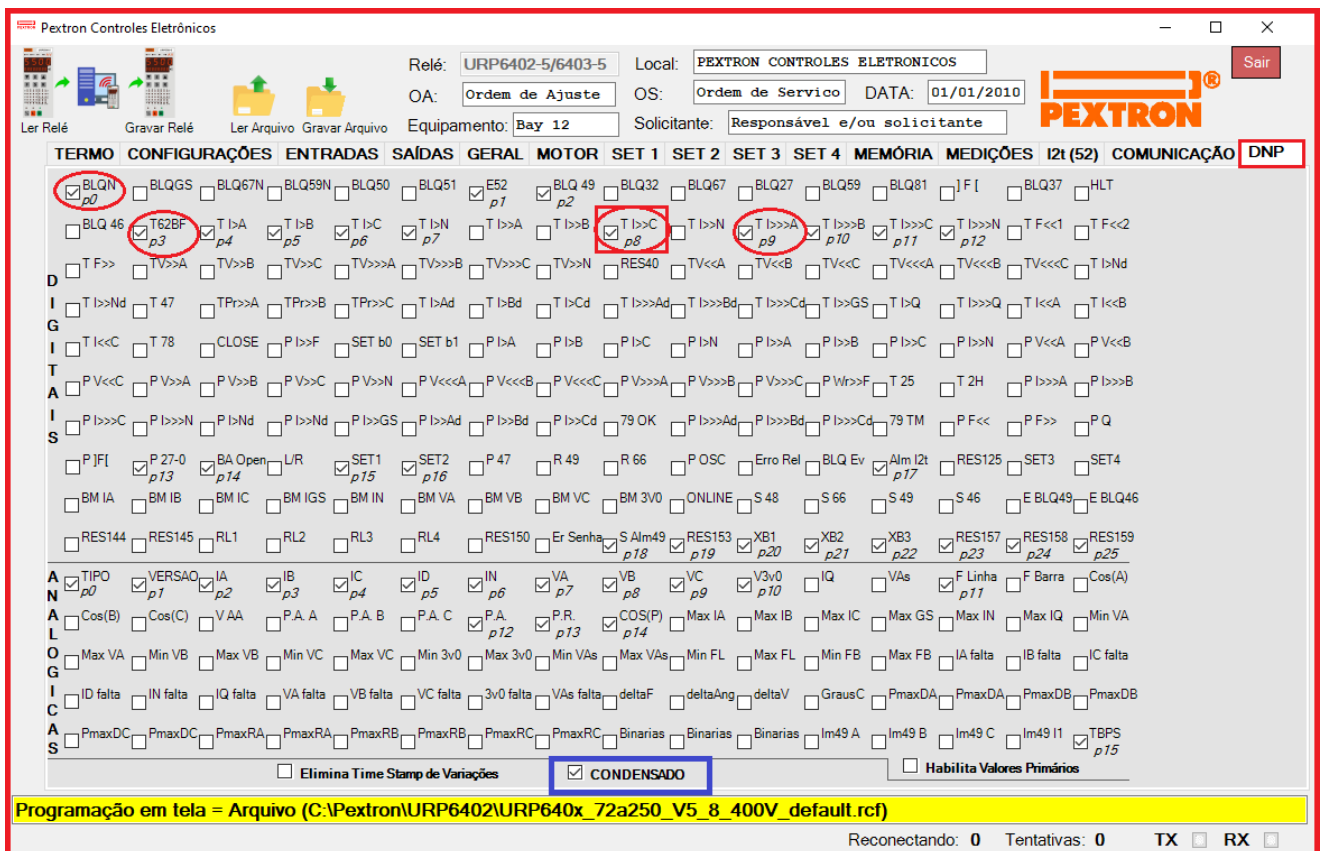 Pextron Controles Eletrônicos
Relé: URP6402-5/6403-5 Local: PEXTRON CONTROLES ELETRONICOS Sair
OA: Ordem de Ajuste OS: Ordem de Servico DATA: 01/01/2010
Ler Relé Gravar Relé Ler Arquivo Gravar Arquivo Equipamento: Bay 12 Solicitante: Responsável e/ou solicitante PEXTRON
TERMO CONFIGURAÇÕES ENTRADAS SAÍDAS GERAL MOTOR SET 1 SET 2 SET 3 SET 4 MEMÓRIA MEDIÇÕES I2t (52) COMUNICAÇÃO DNP
DIGITAIS
BLQN BLQGS BLQ67N BLQ59N BLQ50 BLQ51 E52 BLQ 49 BLQ32 BLQ67 BLQ27 BLQ59 BLQ81 ]F[ BLQ37 HLT
p0 p1 p2
BLQ 46 T62BF T I>A T I>B T I>C T I>N T I>>A T I>>B T I>>C T I>>N T I>>>A T I>>>B T I>>>C T I>>>N T F<<1 T F<<2
p3 p4 p5 p6 p7 p8 p9 p10 p11 p12
T F>> TV>>A TV>>B TV>>C TV>>>A TV>>>B TV>>>C TV>>N RES40 TV<<A TV<<B TV<<C TV<<<A TV<<<B TV<<<C T I>Nd
T I>>Nd T 47 TPr>>A TPr>>B TPr>>C T I>Ad T I>Bd T I>Cd T I>>>Ad T I>>>Bd T I>>>Cd T I>>GS T I>Q T I>>>Q T I<<A T I<<B
T I<<C T 78 CLOSE P I>>F SET b0 SET b1 P I>A P I>B P I>C P I>N P I>>A P I>>B P I>>C P I>>N P V<<A P V<<B
P V<<C P V>>A P V>>B P V>>C P V>>N P V<<<A P V<<<B P V<<<C P V>>>A P V>>>B P V>>>C P Wr>>F T 25 T 2H P I>>>A P I>>>B
P I>>>C P I>>>N P I>Nd P I>>Nd P I>>GS P I>>Ad P I>>Bd P I>>Cd 79 OK P I>>>Ad P I>>>Bd P I>>>Cd 79 TM P F<< P F>> P Q
P ]F[ P 27-0 BA Open L/R SET1 SET2 P 47 R 49 R 66 P OSC Erro Rel BLQ Ev Alm I2t RES125 SET3 SET4
p13 p14 p15 p16 p17
BM IA BM IB BM IC BM IGS BM IN BM VA BM VB BM VC BM 3V0 ONLINE S 48 S 66 S 49 S 46 E BLQ49 E BLQ46
RES144 RES145 RL1 RL2 RL3 RL4 RES150 Er Senha S Alm49 RES153 XB1 XB2 XB3 RES157 RES158 RES159
p18 p19 p20 p21 p22 p23 p24 p25
ANALOGICAS
TIPO VERSAO IA IB IC ID IN VA VB VC V3v0 IQ VAs F Linha F Barra Cos(A)
p0 p1 p2 p3 p4 p5 p6 p7 p8 p9 p10 p11
Cos(B) Cos(C) V AA P.A. A P.A. B P.A. C P.A. P.R. COS(P) Max IA Max IB Max IC Max GS Max IN Max IQ Min VA
p12 p13 p14
Max VA Min VB Max VB Min VC Max VC Min 3v0 Max 3v0 Min VAs Max VAs Min FL Max FL Min FB Max FB IA falta IB falta IC falta
ID falta IN falta IQ falta VA falta VB falta VC falta 3v0 falta VAs falta deltaF deltaAng deltaV GrausC PmaxDA PmaxDA PmaxDB PmaxDB
PmaxDC PmaxDC PmaxRA PmaxRA PmaxRB PmaxRB PmaxRC PmaxRC Binarias Binarias Binarias Im49 A Im49 B Im49 C Im49 I1 TBPS
p15
Elimina Time Stamp de Variações CONDENSADO Habilita Valores Primários
Programação em tela = Arquivo (C:\Pextron\URP6402\URP640x_72a250_V5_8_400V_default.rcf)
Reconectando: 0 Tentativas: 0 TX RX